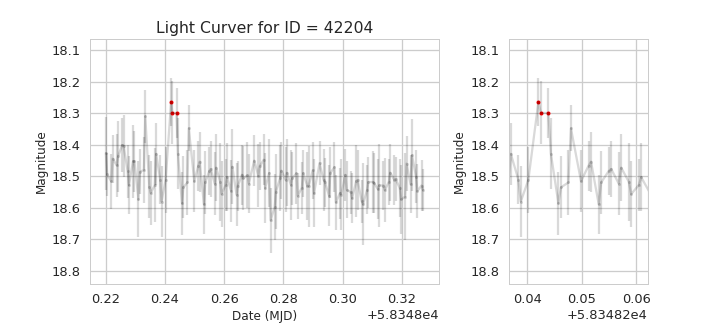 Light Curver for ID = 42204
18.1
18.2
18.3
18.4
18.5
18.6
18.7
18.8
Magnitude
0.22 0.24 0.26 0.28 0.30 0.32
Date (MJD)
+5.8348e4
18.1
18.2
18.3
18.4
18.5
18.6
18.7
18.8
Magnitude
0.04 0.05 0.06
+5.83482e4